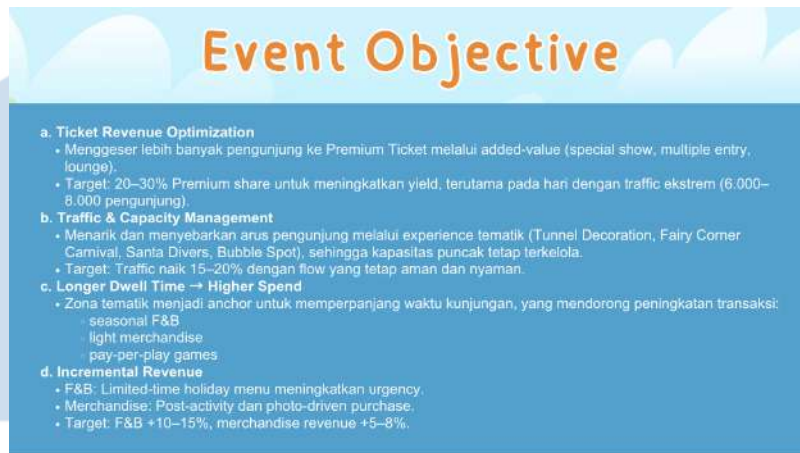 Event Objective
a. Ticket Revenue Optimization
• Menggeser lebih banyak pengunjung ke Premium Ticket melalui added-value (special show, multiple entry,
lounge).
• Target: 20–30% Premium share untuk meningkatkan yield, terutama pada hari dengan traffic ekstrem (6.000–
8.000 pengunjung).
b. Traffic & Capacity Management
• Menarik dan menyebarkan arus pengunjung melalui experience tematik (Tunnel Decoration, Fairy Corner
Carnival, Santa Divers, Bubble Spot), sehingga kapasitas puncak tetap terkelola.
• Target: Traffic naik 15–20% dengan flow yang tetap aman dan nyaman.
c. Longer Dwell Time → Higher Spend
• Zona tematik menjadi anchor untuk memperpanjang waktu kunjungan, yang mendorong peningkatan transaksi:
◦ seasonal F&B
◦ light merchandise
◦ pay-per-play games
d. Incremental Revenue
• F&B: Limited-time holiday menu meningkatkan urgency.
• Merchandise: Post-activity dan photo-driven purchase.
• Target: F&B +10–15%, merchandise revenue +5–8%.